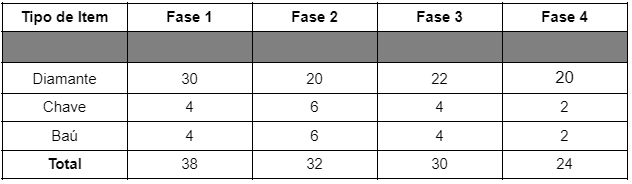 Tipo de Item Fase 1 Fase 2 Fase 3 Fase 4
Diamante 30 20 22 20
Chave 4 6 4 2
Baú 4 6 4 2
Total 38 32 30 24